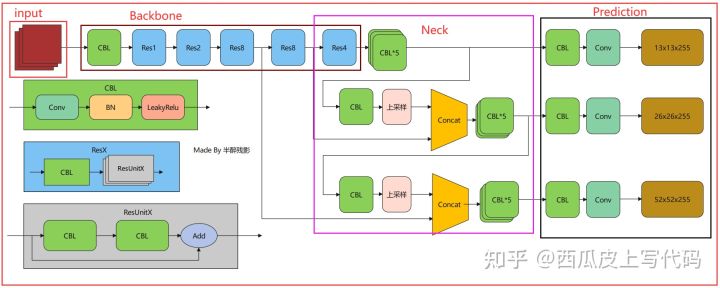 input
Backbone
Neck
Prediction
CBL
Res1
Res2
Res8
Res8
Res4
CBL*5
CBL
Conv
13x13x255
CBL
Conv
BN
LeakyRelu
CBL
上采样
Concat
CBL*5
CBL
Conv
26x26x255
ResX
CBL
ResUnitX
Made By 半醉残影
CBL
上采样
Concat
CBL*5
CBL
Conv
52x52x255
ResUnitX
CBL
CBL
Add
知乎 @西瓜皮上写代码